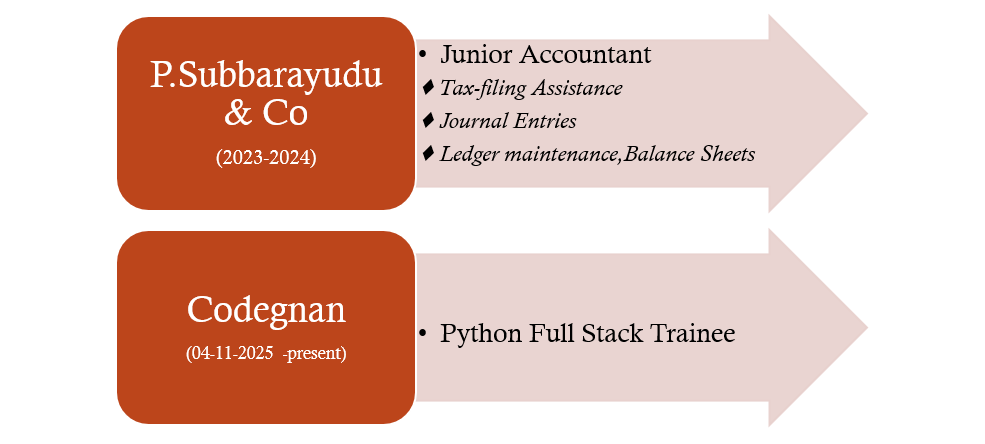 P.Subbarayudu
& Co
(2023-2024)
• Junior Accountant
♦ Tax-filing Assistance
♦ Journal Entries
♦ Ledger maintenance,Balance Sheets
Codegnan
(04-11-2025 -present)
• Python Full Stack Trainee